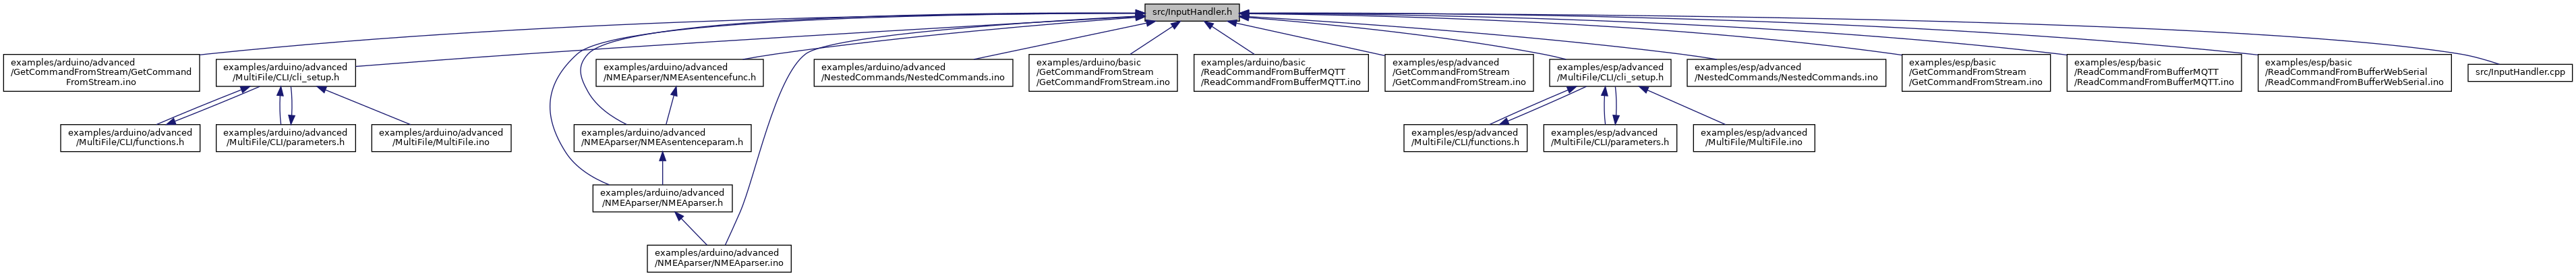 src/InputHandler.h
examples/arduino/advanced
/GetCommandFromStream/GetCommand
FromStream.ino
examples/arduino/advanced
/MultiFile/CLI/cli_setup.h
examples/arduino/advanced
/NMEAparser/NMEAsentencefunc.h
examples/arduino/advanced
/NestedCommands/NestedCommands.ino
examples/arduino/basic
/GetCommandFromStream
/GetCommandFromStream.ino
examples/arduino/basic
/ReadCommandFromBufferMQTT
/ReadCommandFromBufferMQTT.ino
examples/esp/advanced
/GetCommandFromStream
/GetCommandFromStream.ino
examples/esp/advanced
/MultiFile/CLI/cli_setup.h
examples/esp/advanced
/NestedCommands/NestedCommands.ino
examples/esp/basic
/GetCommandFromStream
/GetCommandFromStream.ino
examples/esp/basic
/ReadCommandFromBufferMQTT
/ReadCommandFromBufferMQTT.ino
examples/esp/basic
/ReadCommandFromBufferWebSerial
/ReadCommandFromBufferWebSerial.ino
src/InputHandler.cpp
examples/arduino/advanced
/MultiFile/CLI/functions.h
examples/arduino/advanced
/MultiFile/CLI/parameters.h
examples/arduino/advanced
/MultiFile/MultiFile.ino
examples/arduino/advanced
/NMEAparser/NMEAsentenceparam.h
examples/esp/advanced
/MultiFile/CLI/functions.h
examples/esp/advanced
/MultiFile/CLI/parameters.h
examples/esp/advanced
/MultiFile/MultiFile.ino
examples/arduino/advanced
/NMEAparser/NMEAparser.h
examples/arduino/advanced
/NMEAparser/NMEAparser.ino